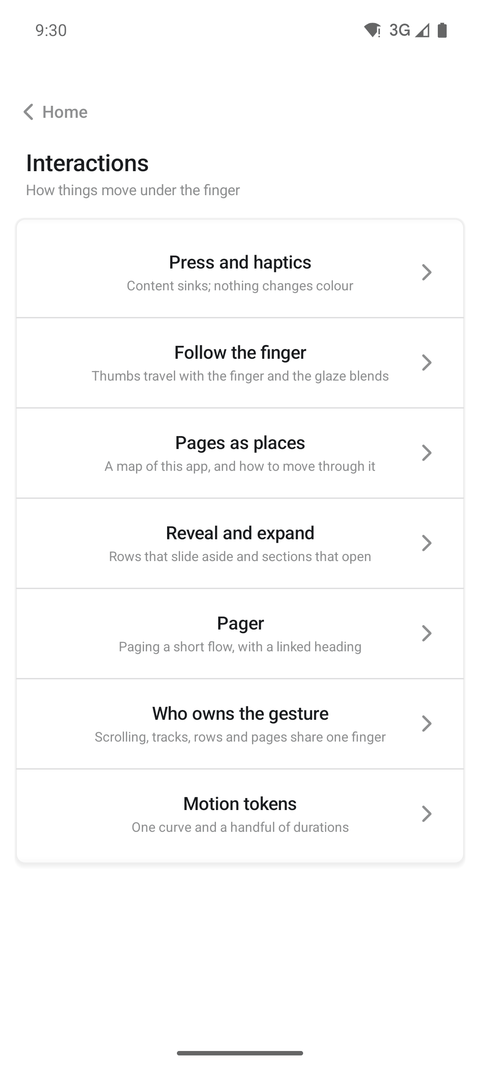 9:30
3G
Home
Interactions
How things move under the finger
Press and haptics
Content sinks; nothing changes colour
Follow the finger
Thumbs travel with the finger and the glaze blends
Pages as places
A map of this app, and how to move through it
Reveal and expand
Rows that slide aside and sections that open
Pager
Paging a short flow, with a linked heading
Who owns the gesture
Scrolling, tracks, rows and pages share one finger
Motion tokens
One curve and a handful of durations